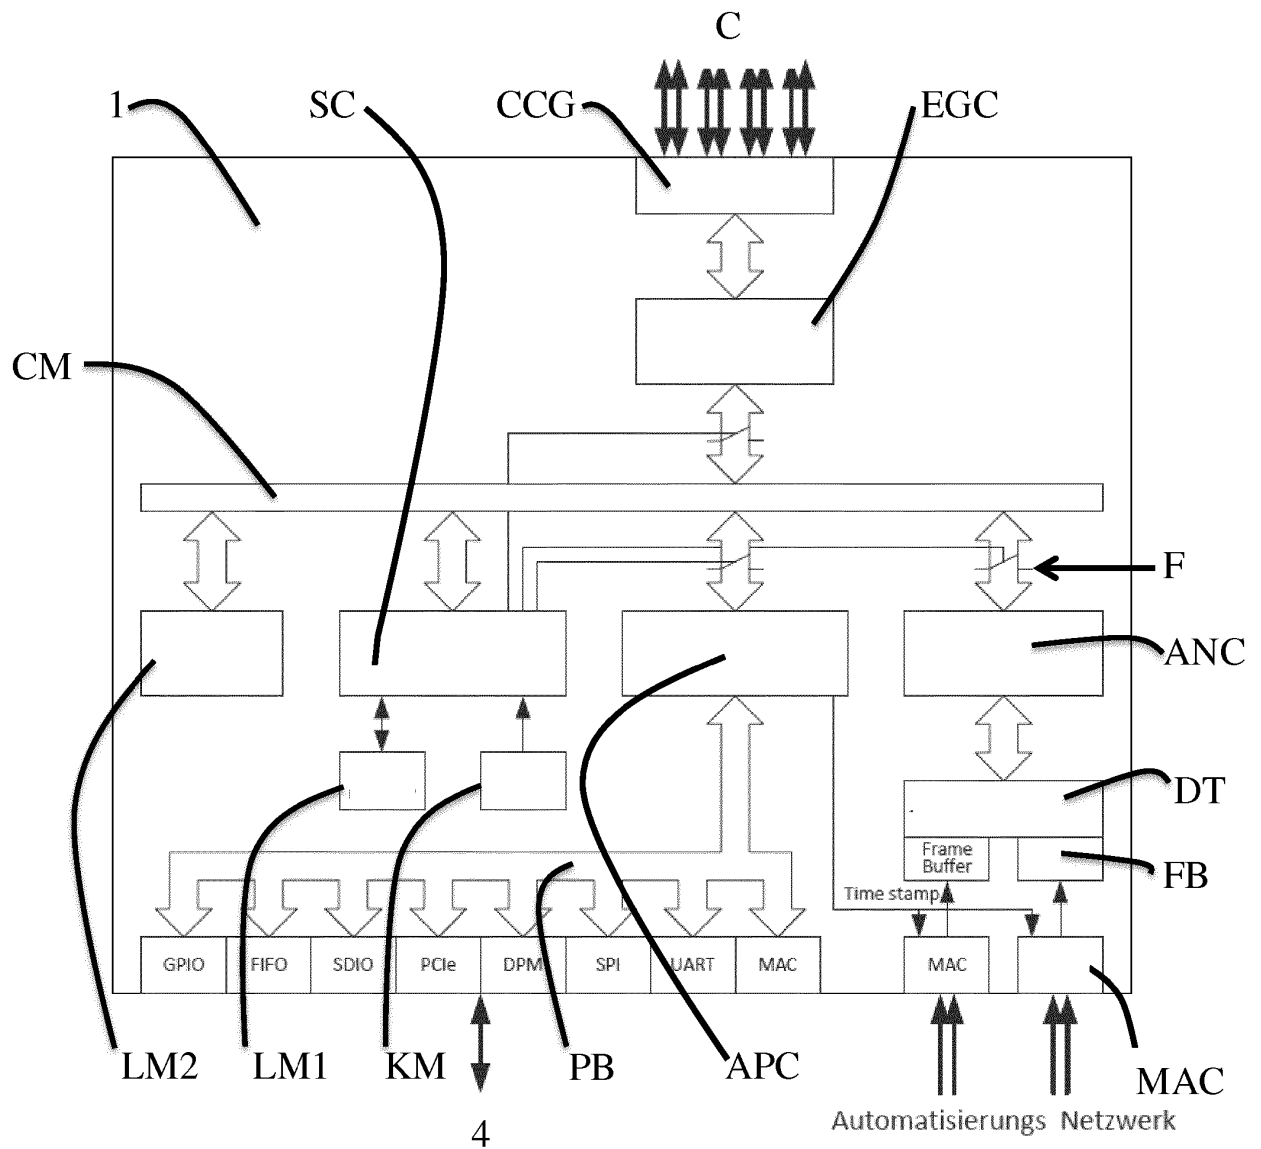 C
1
SC
CCG
EGC
CM
F
ANC
DT
Frame
Buffer
FB
Time stamp
GPIO
FIFO
SDIO
PCIe
DPM
SPI
UART
MAC
MAC
LM2
LM1
KM
PB
APC
MAC
Automatisierungs Netzwerk
4